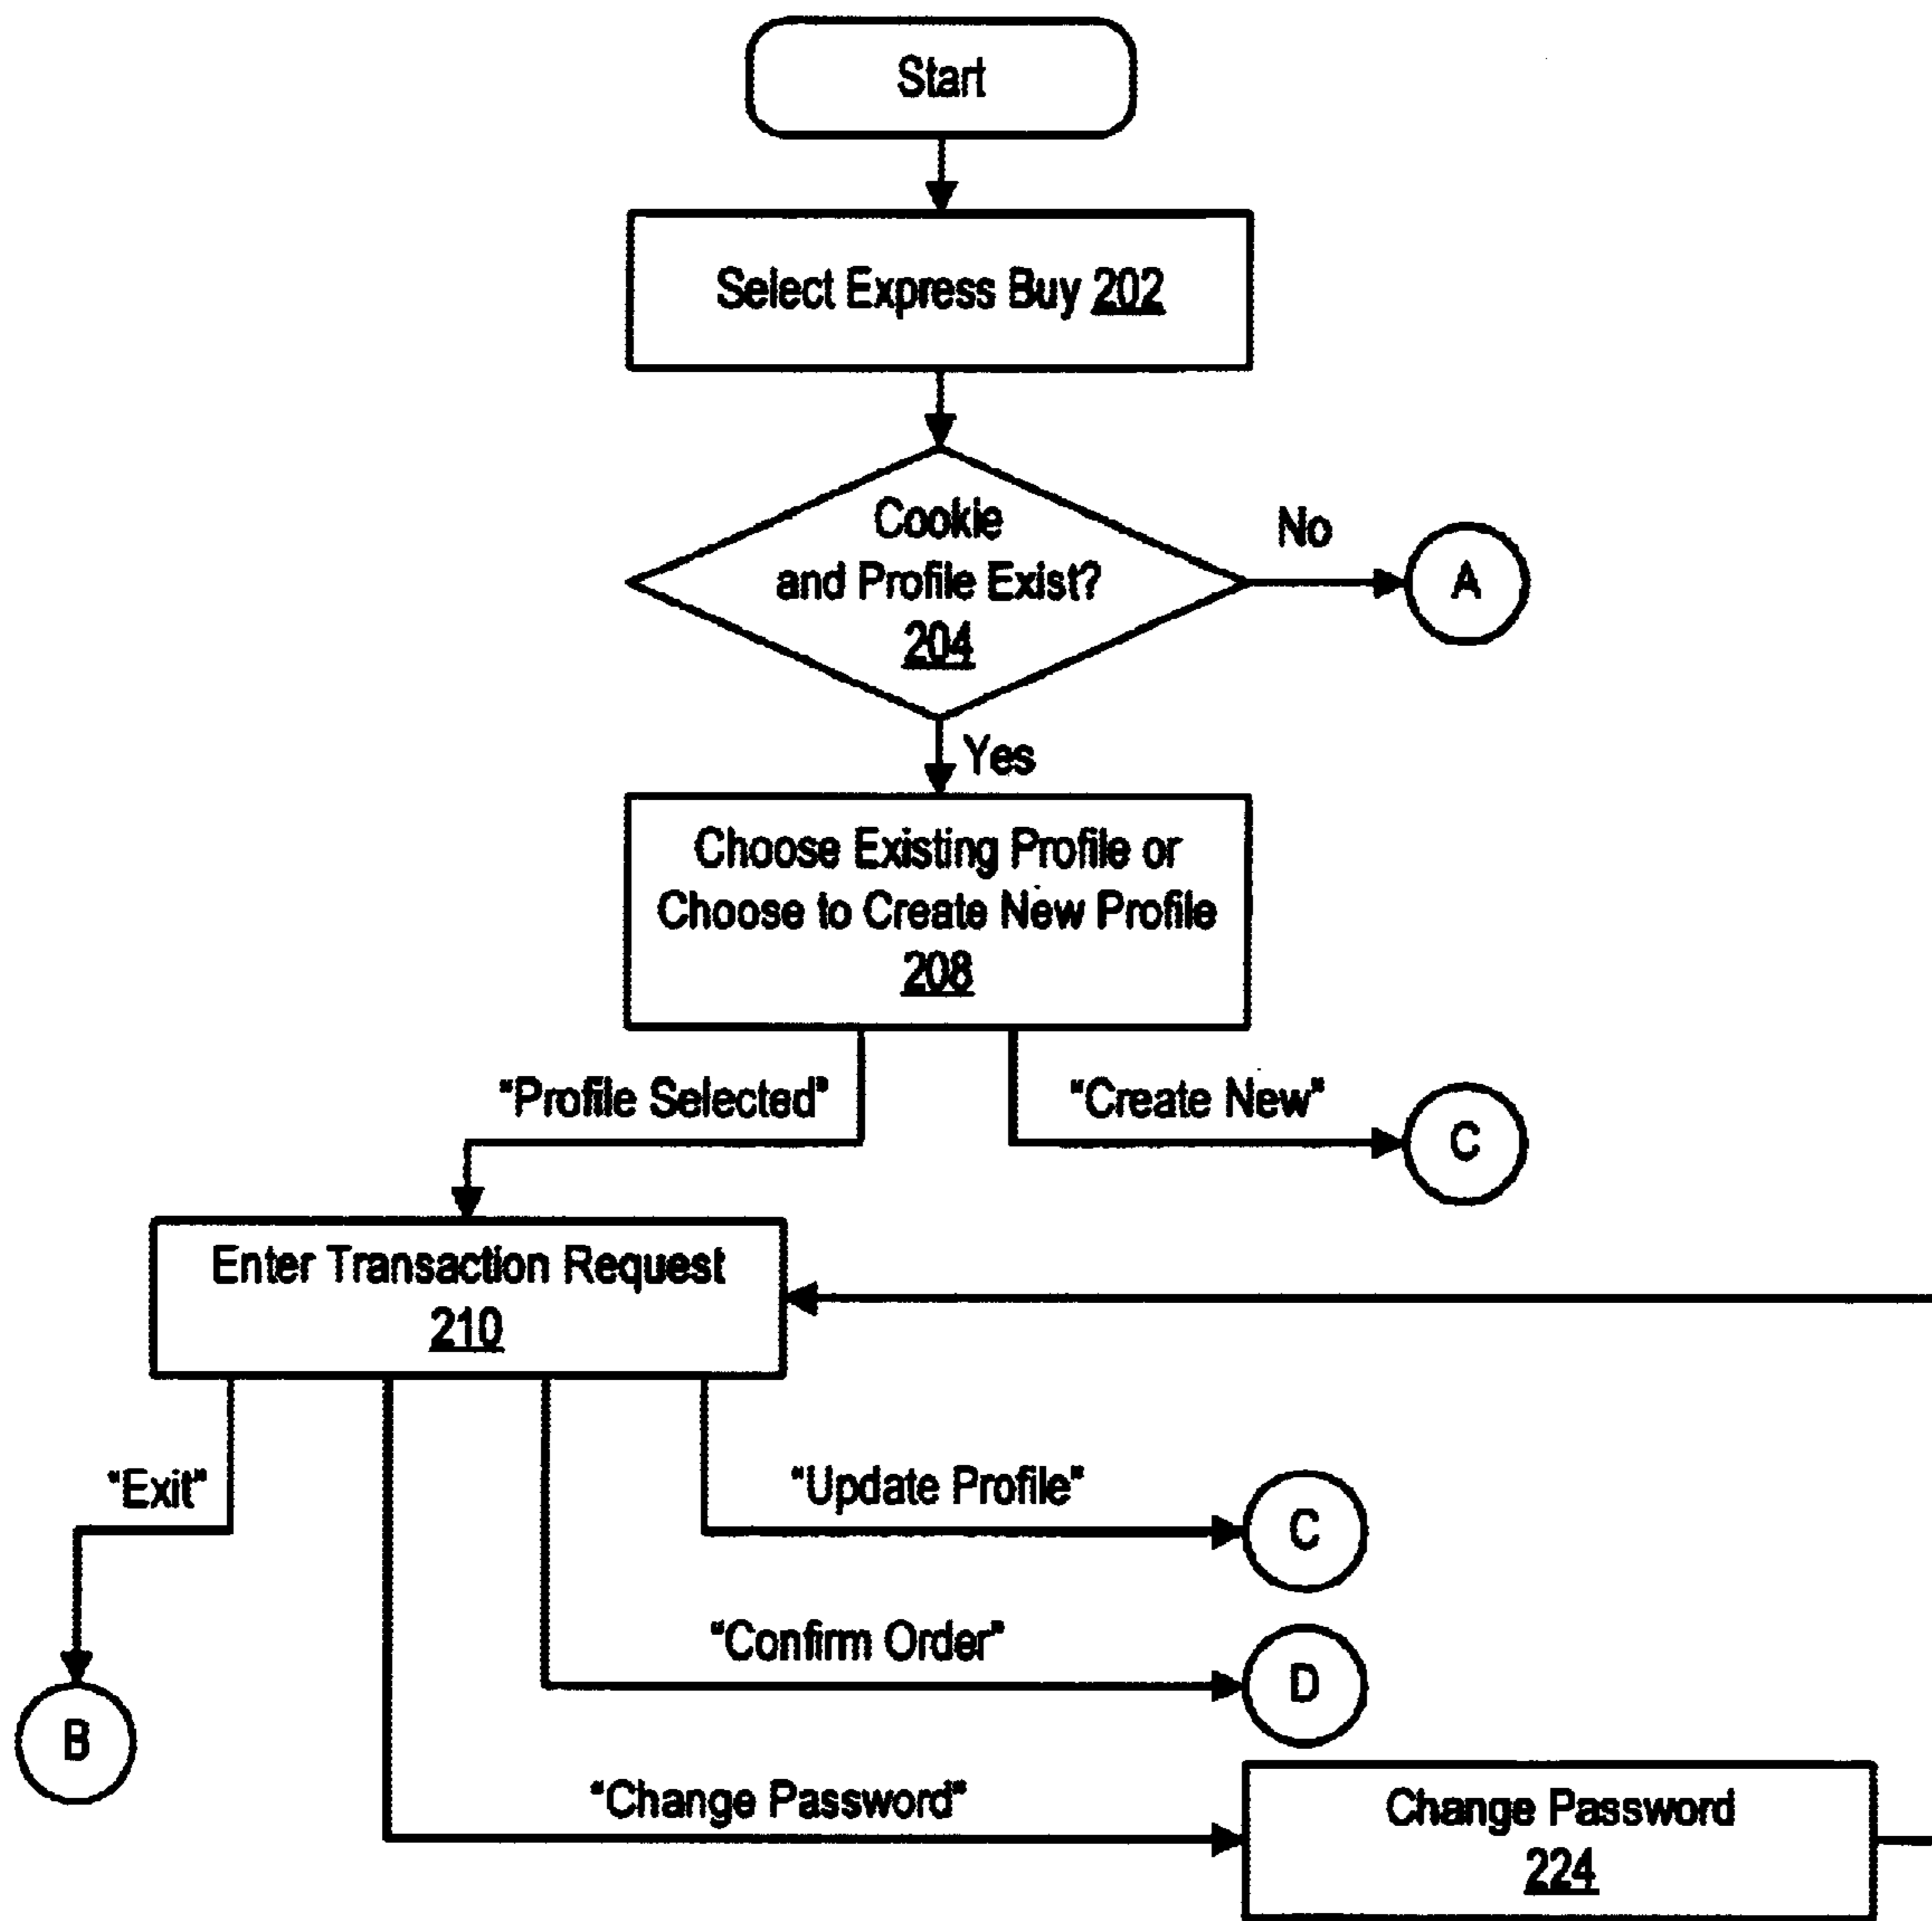 Start
Select Express Buy 202
Cookie
and Profile Exist?
204
No
A
Yes
Choose Existing Profile or
Choose to Create New Profile
208
"Profile Selected"
"Create New"
C
Enter Transaction Request
210
"Exit"
"Update Profile"
C
"Confirm Order"
D
B
"Change Password"
Change Password
224